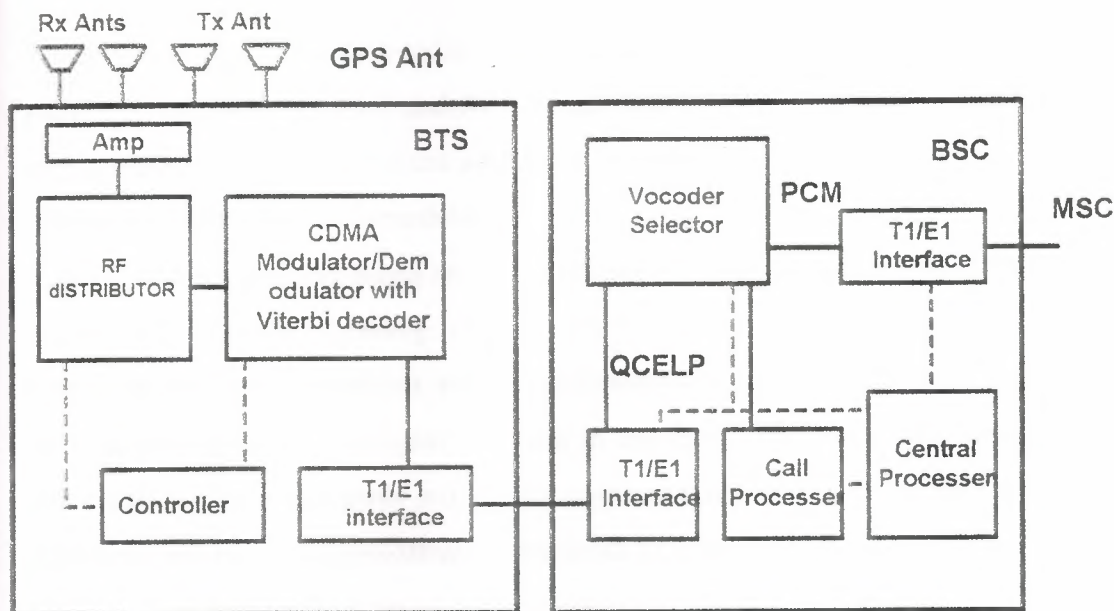 Rx Ants
Tx Ant
GPS Ant
BTS
Amp
RF
dISTRIBUTOR
CDMA
Modulator/Dem
odulator with
Viterbi decoder
Controller
T1/E1
interface
BSC
Vocoder
Selector
PCM
MSC
T1/E1
Interface
QCELP
T1/E1
Interface
Call
Processer
Central
Processer